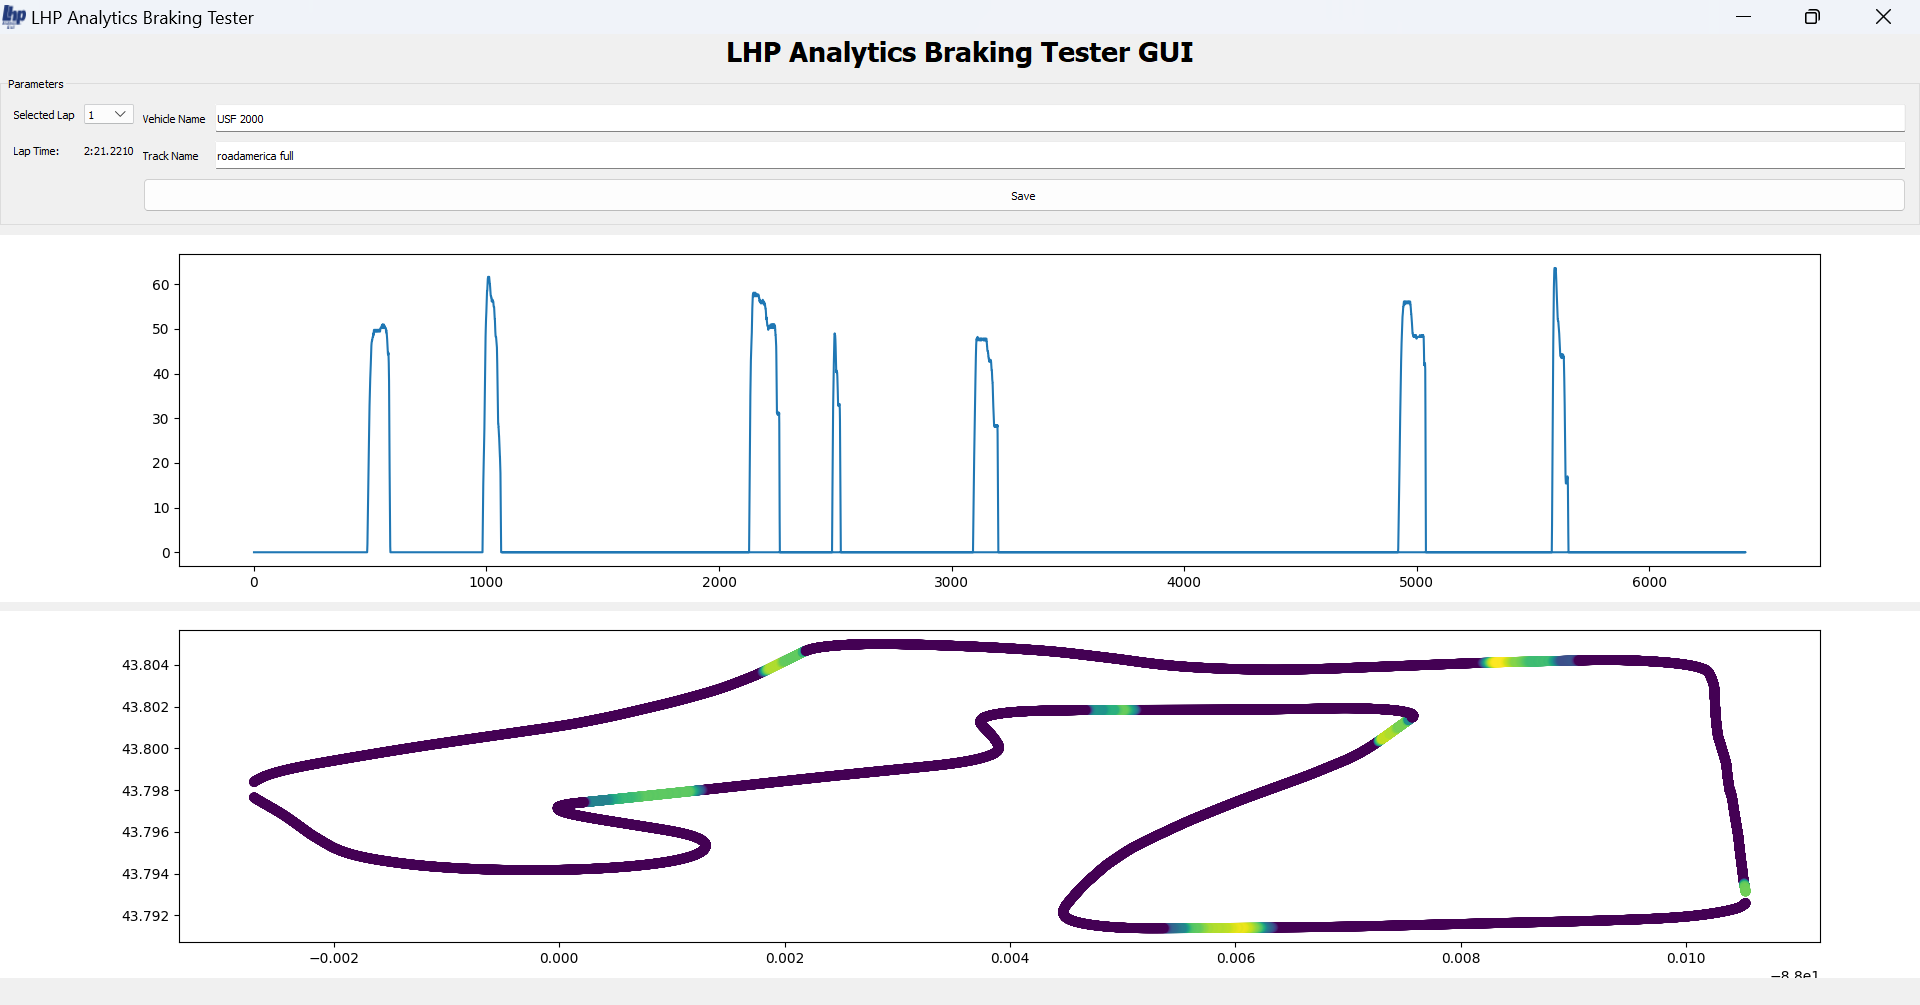 lhp LHP Analytics Braking Tester
LHP Analytics Braking Tester GUI
Parameters
Selected Lap 1 Vehicle Name USF 2000
Lap Time: 2:21.2210 Track Name roadamerica full
Save
60
50
40
30
20
10
0
0 1000 2000 3000 4000 5000 6000
43.804
43.802
43.800
43.798
43.796
43.794
43.792
−0.002 0.000 0.002 0.004 0.006 0.008 0.010
−8.8e1